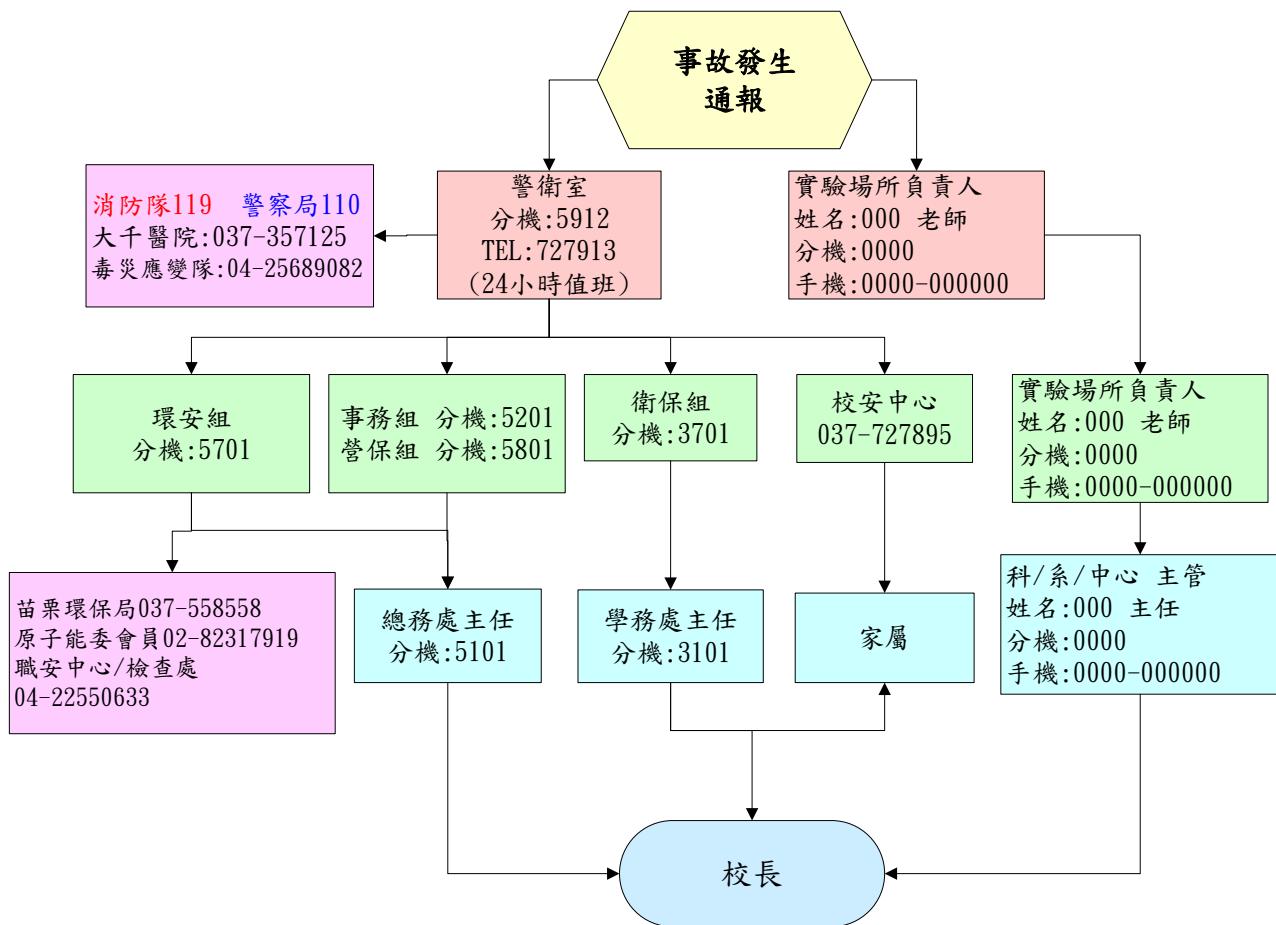 事故發生
通報
消防隊119 警察局110
大千醫院:037-357125
毒災應變隊:04-25689082
警衛室
分機:5912
TEL:727913
(24小時值班)
實驗場所負責人
姓名:000 老師
分機:0000
手機:0000-000000
環安組
分機:5701
事務組 分機:5201
營保組 分機:5801
衛保組
分機:3701
校安中心
037-727895
實驗場所負責人
姓名:000 老師
分機:0000
手機:0000-000000
苗栗環保局037-558558
原子能委會員02-82317919
職安中心/檢查處
04-22550633
總務處主任
分機:5101
學務處主任
分機:3101
家屬
科/系/中心 主管
姓名:000 主任
分機:0000
手機:0000-000000
校長